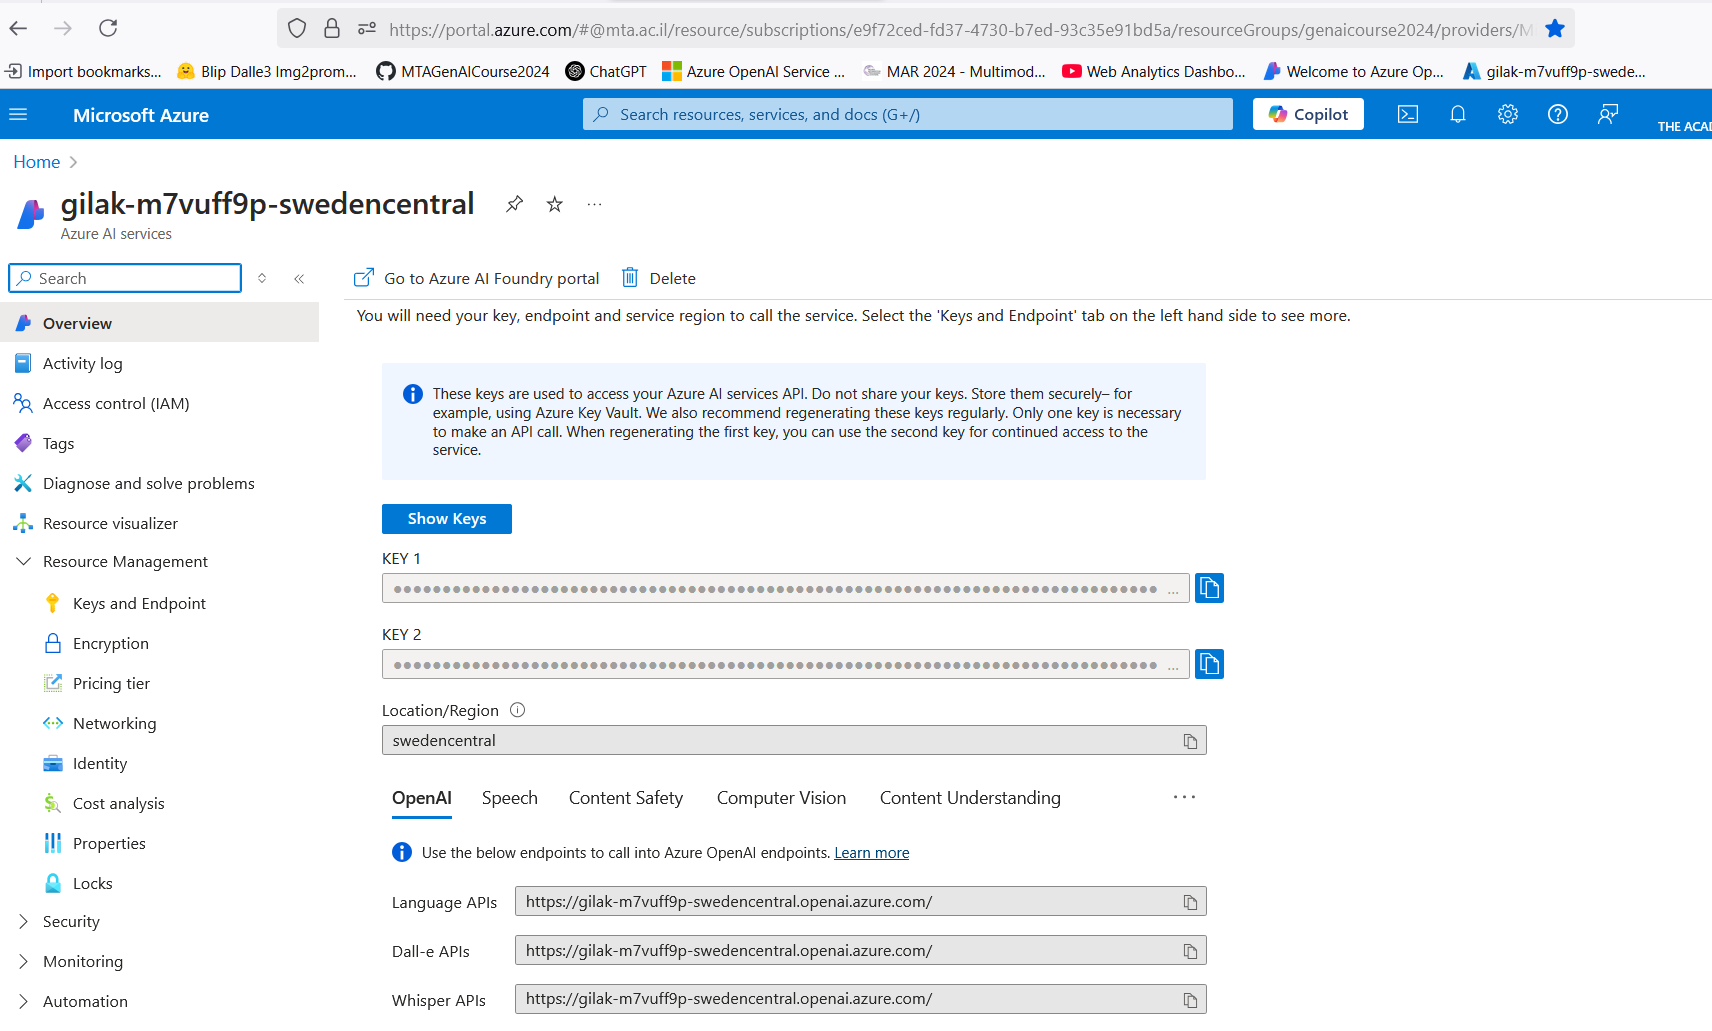 https://portal.azure.com/#@mta.ac.il/resource/subscriptions/e9f72ced-fd37-4730-b7ed-93c35e91bd5a/resourceGroups/genaicourse2024/providers/M
Import bookmarks... Blip Dalle3 Img2prom... MTAGenAICourse2024 ChatGPT Azure OpenAI Service ... MAR 2024 - Multimod... Web Analytics Dashbo... Welcome to Azure Op... gilak-m7vuff9p-swede...
Microsoft Azure
Search resources, services, and docs (G+/)
Copilot
THE ACAD
Home
gilak-m7vuff9p-swedencentral
Azure AI services
Search
Go to Azure AI Foundry portal
Delete
Overview
Activity log
Access control (IAM)
Tags
Diagnose and solve problems
Resource visualizer
Resource Management
Keys and Endpoint
Encryption
Pricing tier
Networking
Identity
Cost analysis
Properties
Locks
Security
Monitoring
Automation
You will need your key, endpoint and service region to call the service. Select the 'Keys and Endpoint' tab on the left hand side to see more.
These keys are used to access your Azure AI services API. Do not share your keys. Store them securely– for
example, using Azure Key Vault. We also recommend regenerating these keys regularly. Only one key is necessary
to make an API call. When regenerating the first key, you can use the second key for continued access to the
service.
Show Keys
KEY 1
KEY 2
Location/Region
swedencentral
OpenAI Speech Content Safety Computer Vision Content Understanding
Use the below endpoints to call into Azure OpenAI endpoints. Learn more
Language APIs https://gilak-m7vuff9p-swedencentral.openai.azure.com/
Dall-e APIs https://gilak-m7vuff9p-swedencentral.openai.azure.com/
Whisper APIs https://gilak-m7vuff9p-swedencentral.openai.azure.com/